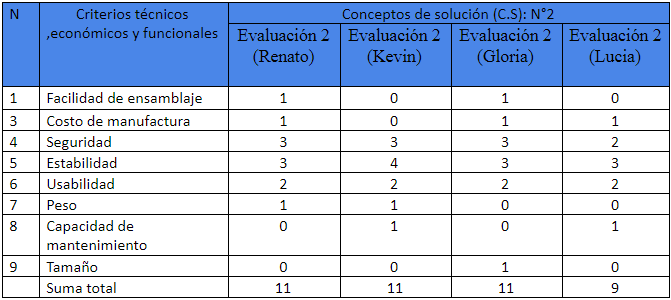 N Criterios técnicos Conceptos de solución (C.S): N°2
,económicos y funcionales Evaluación 2 Evaluación 2 Evaluación 2 Evaluación 2
(Renato) (Kevin) (Gloria) (Lucia)
1 Facilidad de ensamblaje 1 0 1 0
3 Costo de manufactura 1 0 1 1
4 Seguridad 3 3 3 2
5 Estabilidad 3 4 3 3
6 Usabilidad 2 2 2 2
7 Peso 1 1 0 0
8 Capacidad de 0 1 0 1
mantenimiento
9 Tamaño 0 0 1 0
Suma total 11 11 11 9